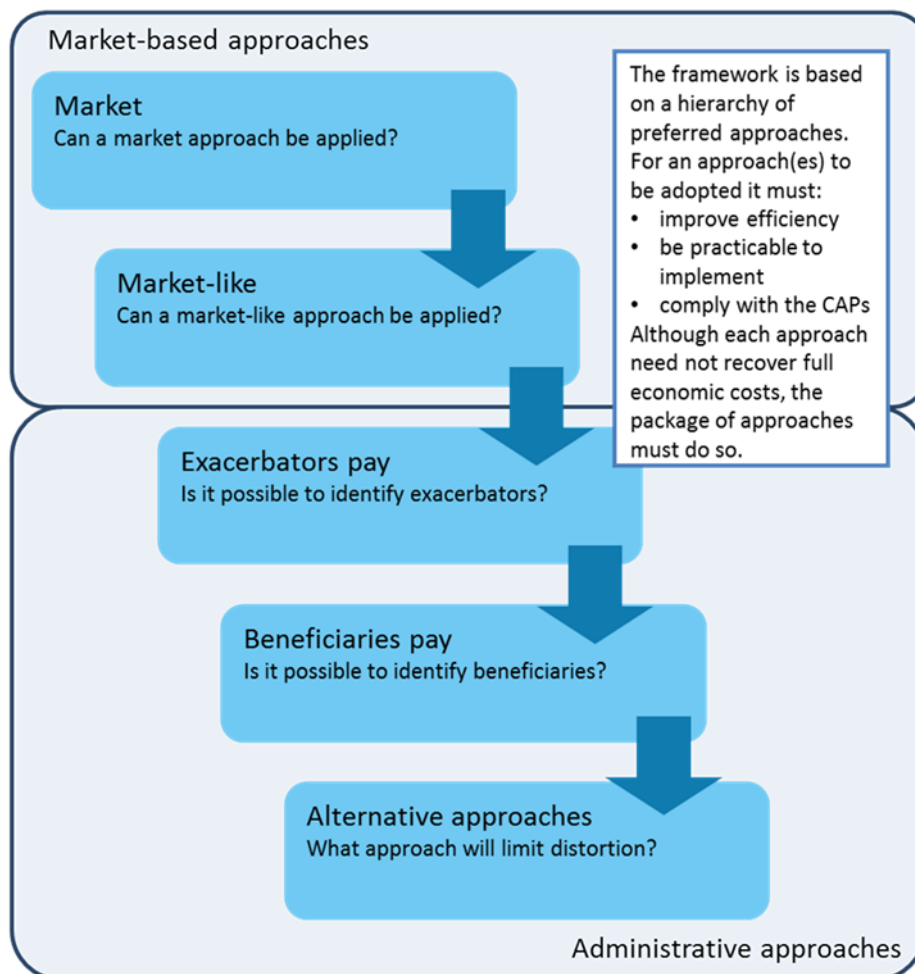 Market-based approaches
Market
Can a market approach be applied?
The framework is based
on a hierarchy of
preferred approaches.
For an approach(es) to
be adopted it must:
• improve efficiency
• be practicable to
implement
• comply with the CAPs
Although each approach
need not recover full
economic costs, the
package of approaches
must do so.
Market-like
Can a market-like approach be applied?
Exacerbators pay
Is it possible to identify exacerbators?
Beneficiaries pay
Is it possible to identify beneficiaries?
Alternative approaches
What approach will limit distortion?
Administrative approaches